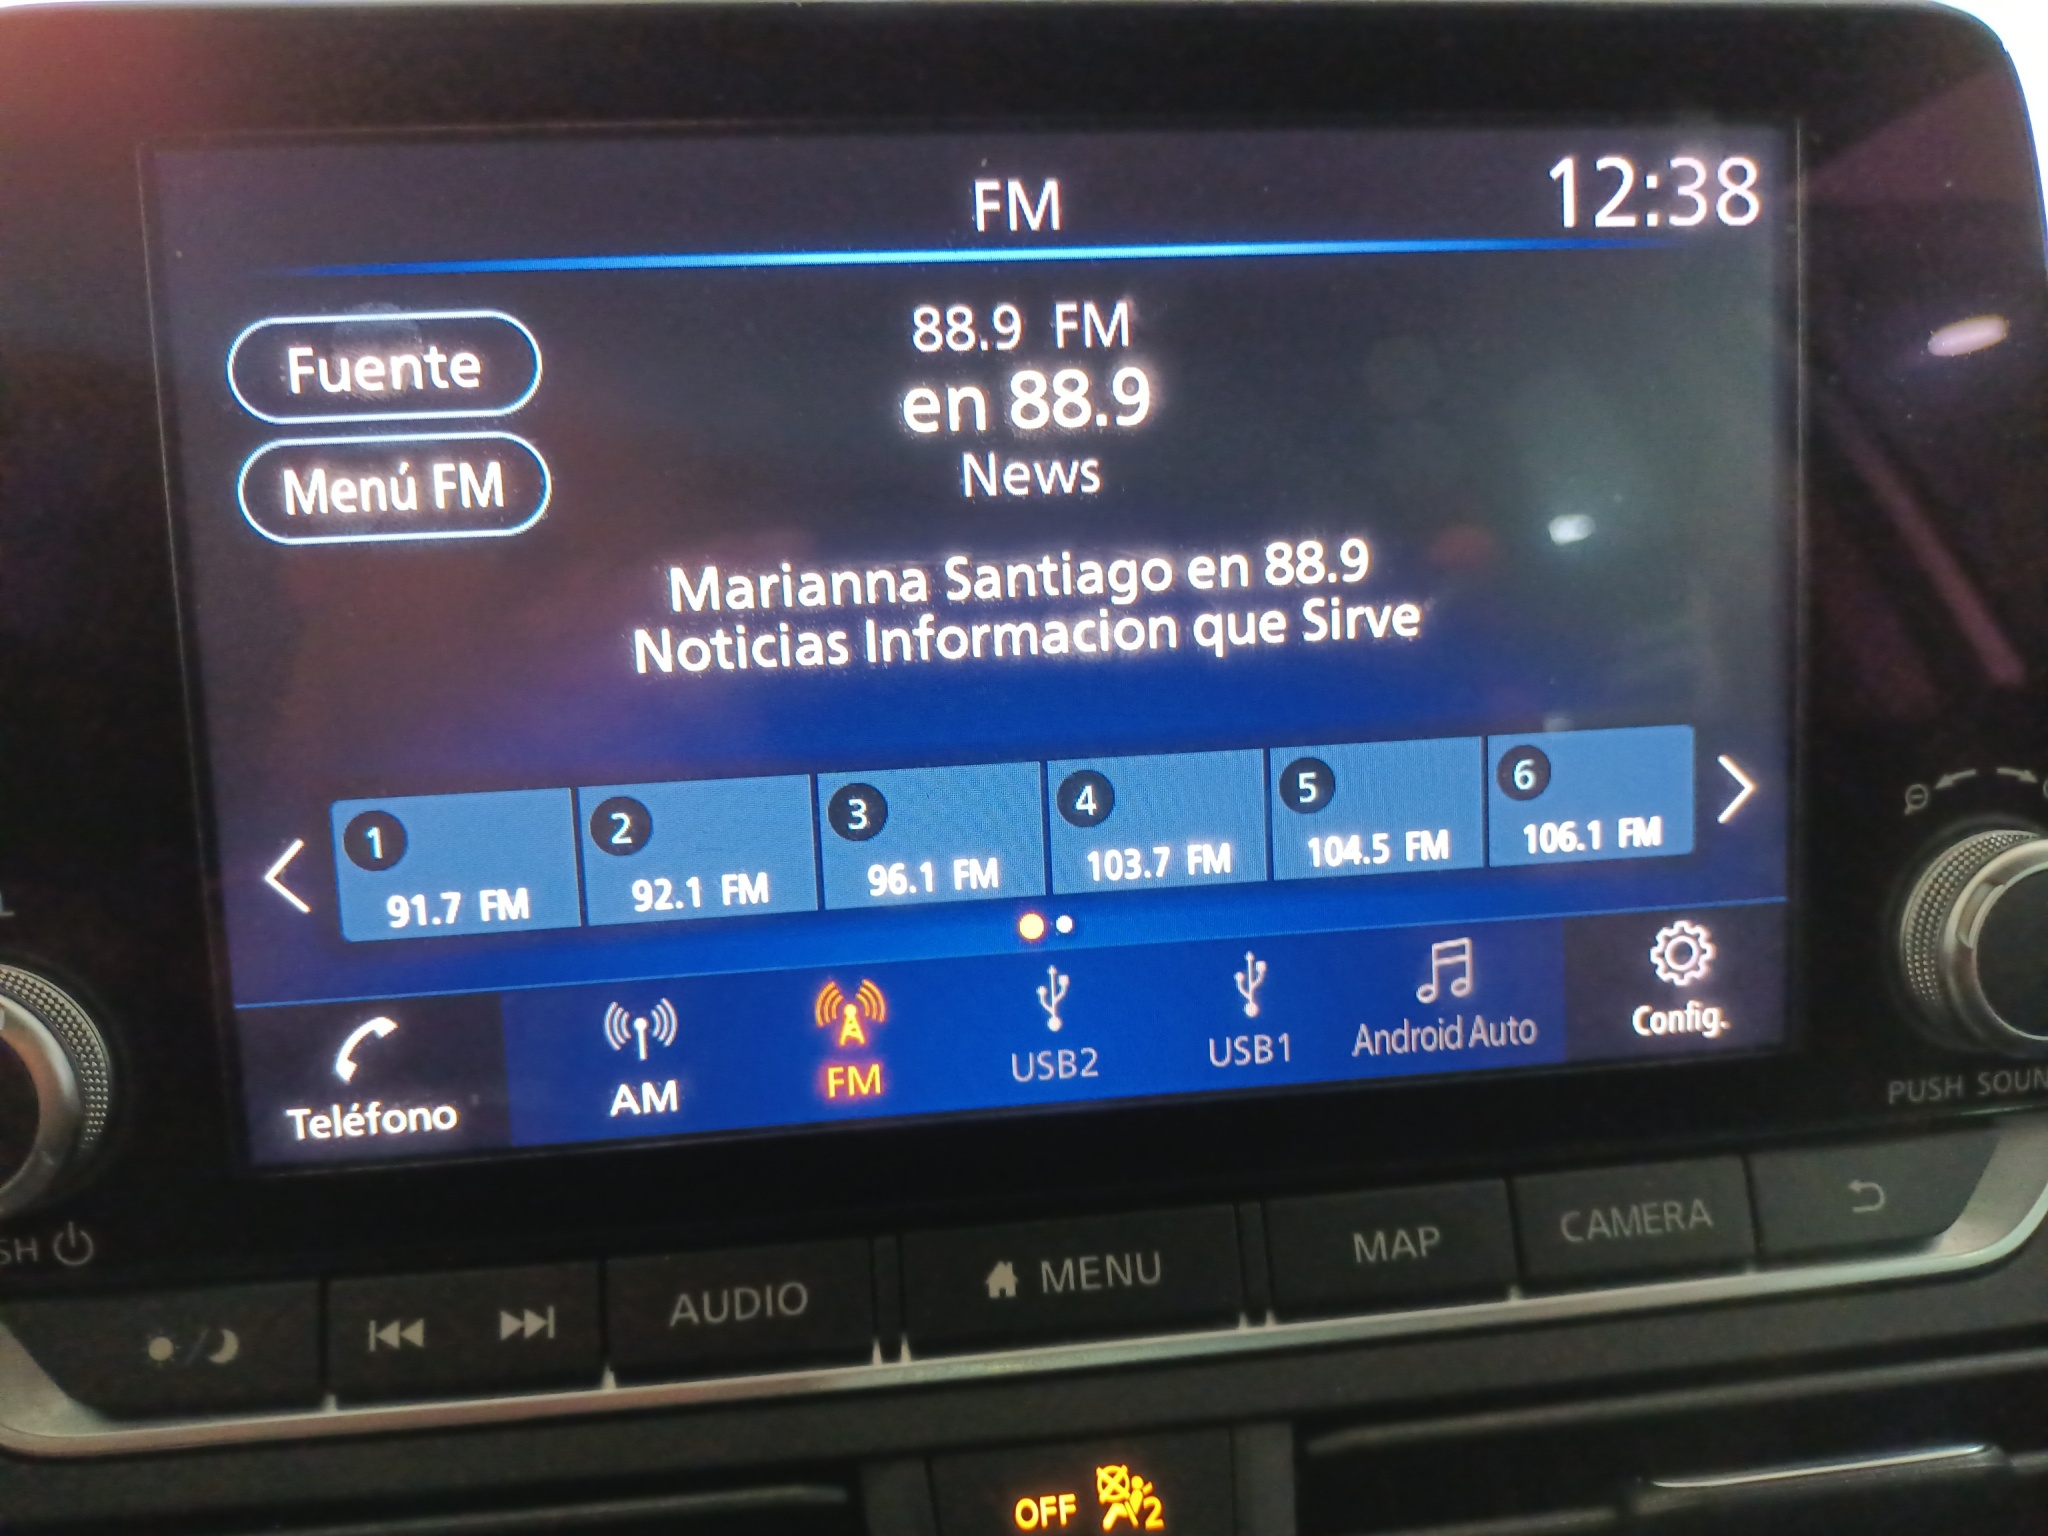 FM
12:38
Fuente
Menú FM
88.9 FM
en 88.9
News
Marianna Santiago en 88.9
Noticias Informacion que Sirve
1
91.7 FM
2
92.1 FM
3
96.1 FM
4
103.7 FM
5
104.5 FM
6
106.1 FM
Teléfono
AM
FM
USB2
USB1
Android Auto
Config.
PUSH SOUN
SH
AUDIO
MENU
MAP
CAMERA
OFF
2